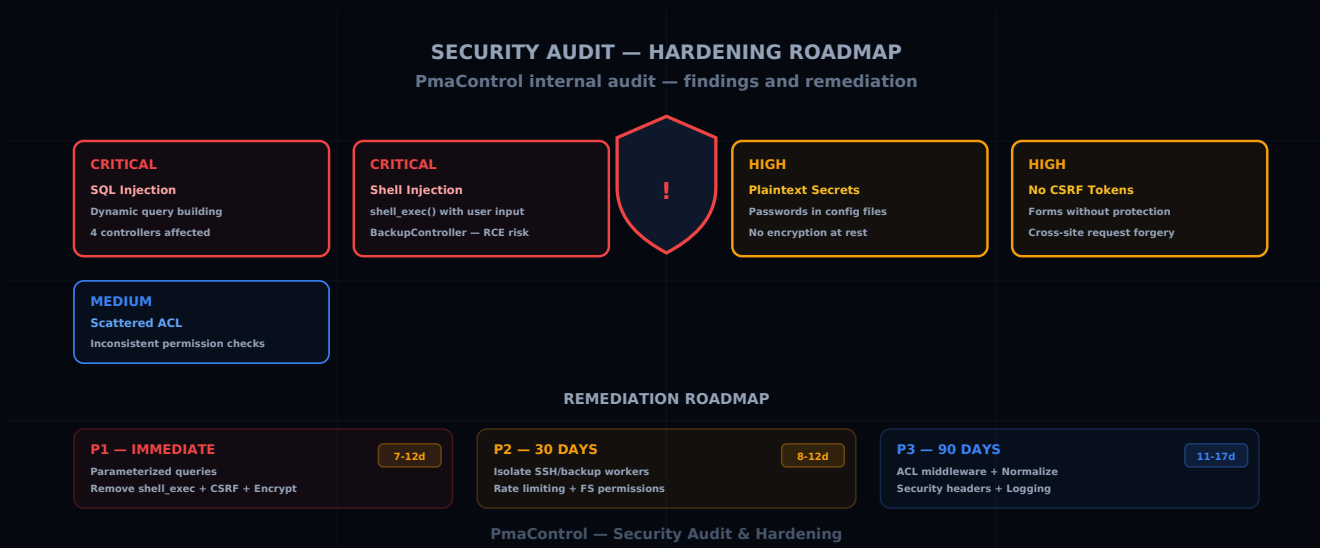 SECURITY AUDIT — HARDENING ROADMAP
PmaControl internal audit — findings and remediation
CRITICAL
SQL Injection
Dynamic query building
4 controllers affected
CRITICAL
Shell Injection
shell_exec() with user input
BackupController — RCE risk
!
HIGH
Plaintext Secrets
Passwords in config files
No encryption at rest
HIGH
No CSRF Tokens
Forms without protection
Cross-site request forgery
MEDIUM
Scattered ACL
Inconsistent permission checks
REMEDIATION ROADMAP
P1 — IMMEDIATE
7-12d
Parameterized queries
Remove shell_exec + CSRF + Encrypt
P2 — 30 DAYS
8-12d
Isolate SSH/backup workers
Rate limiting + FS permissions
P3 — 90 DAYS
11-17d
ACL middleware + Normalize
Security headers + Logging
PmaControl — Security Audit & Hardening